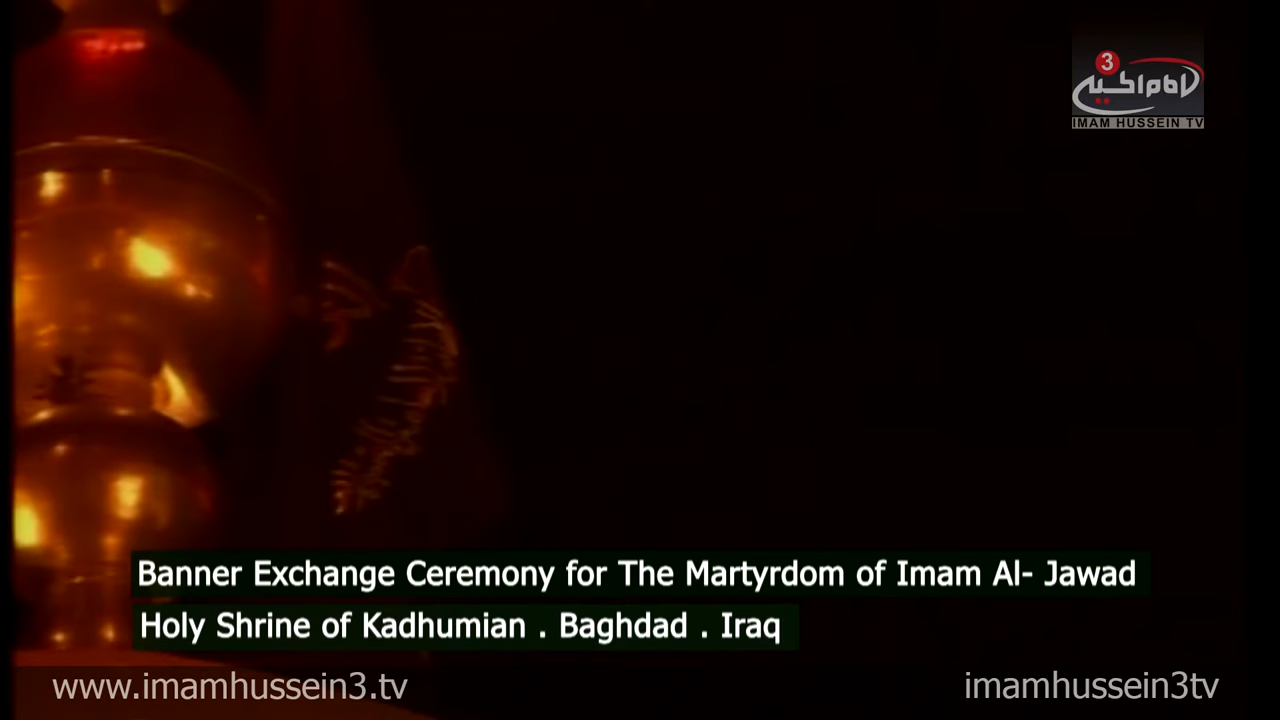 3
الامام الحسين
IMAM HUSSEIN TV
Banner Exchange Ceremony for The Martyrdom of Imam Al- Jawad
Holy Shrine of Kadhumian . Baghdad . Iraq
www.imamhussein3.tv
imamhussein3tv